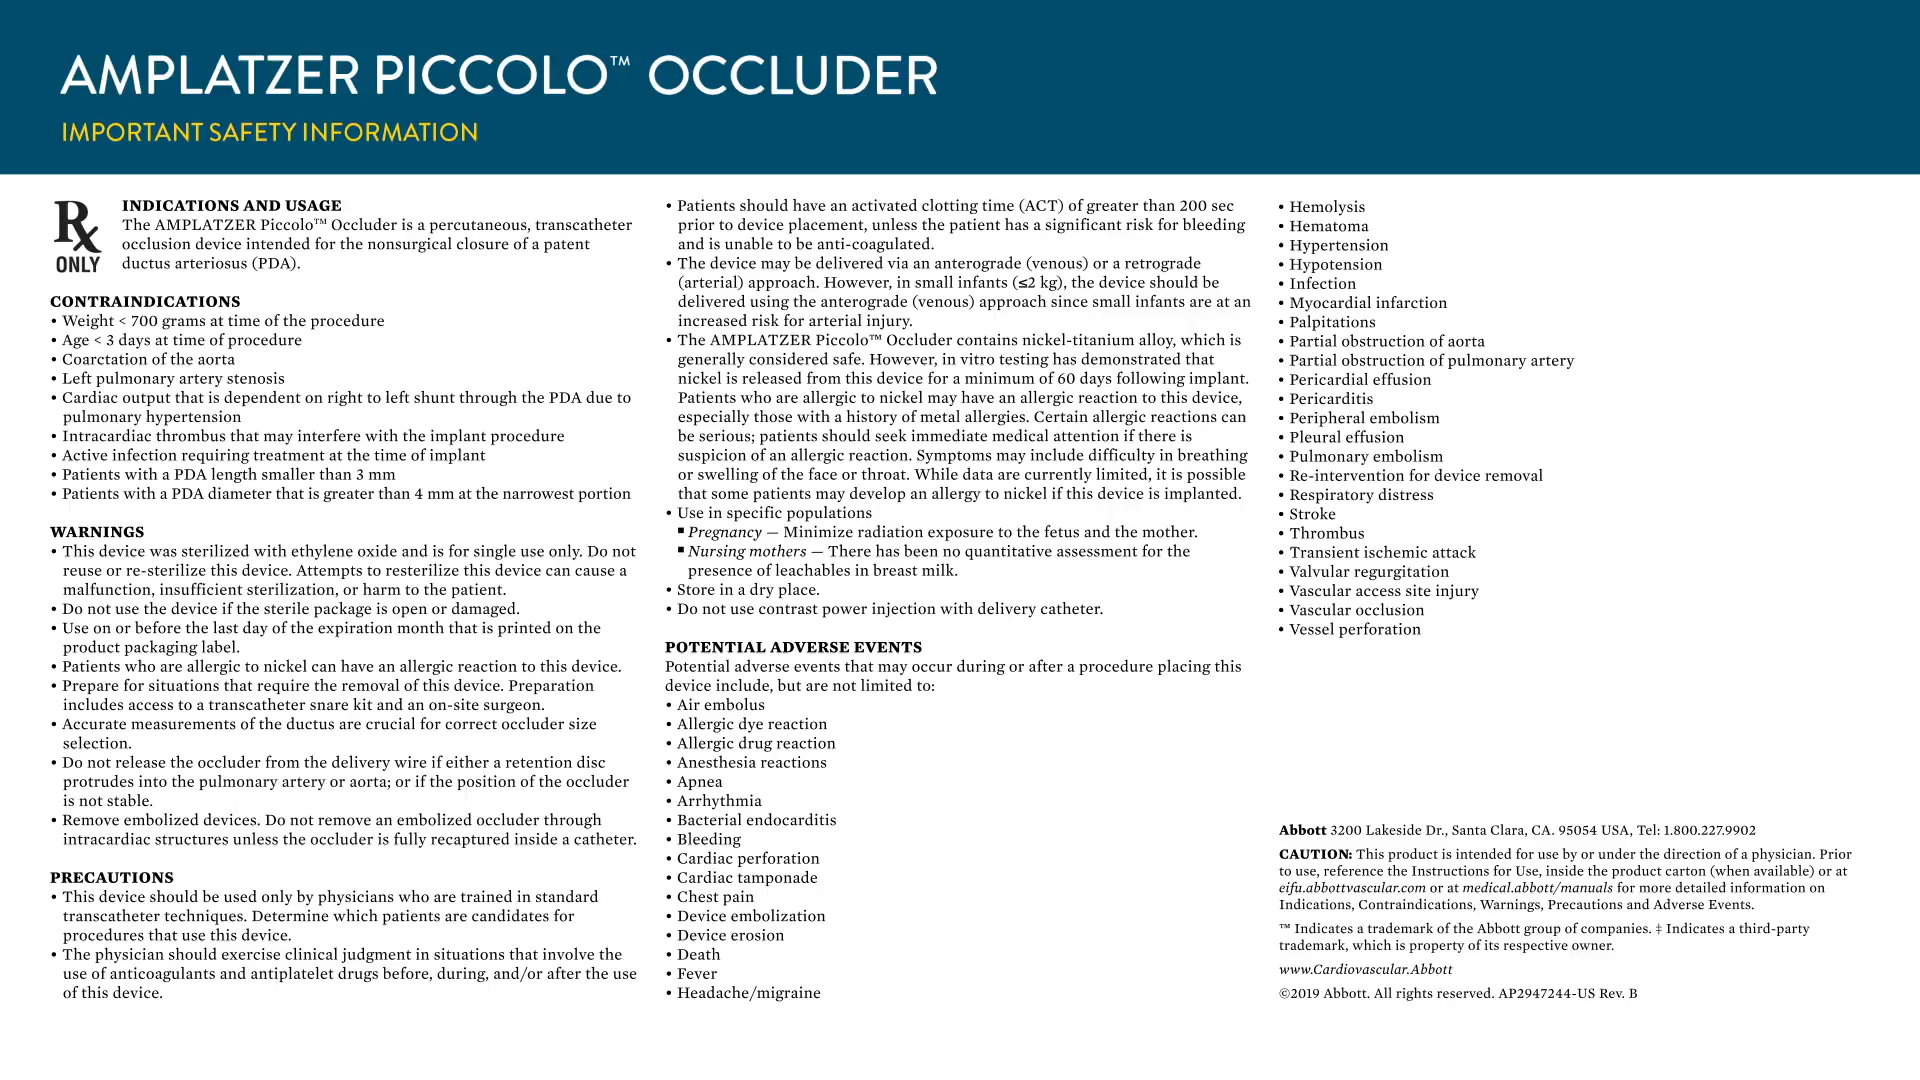 AMPLATZER PICCOLO™ OCCLUDER
IMPORTANT SAFETY INFORMATION
Rx ONLY
INDICATIONS AND USAGE
The AMPLATZER Piccolo™ Occluder is a percutaneous, transcatheter
occlusion device intended for the nonsurgical closure of a patent
ductus arteriosus (PDA).
CONTRAINDICATIONS
• Weight < 700 grams at time of the procedure
• Age < 3 days at time of procedure
• Coarctation of the aorta
• Left pulmonary artery stenosis
• Cardiac output that is dependent on right to left shunt through the PDA due to
pulmonary hypertension
• Intracardiac thrombus that may interfere with the implant procedure
• Active infection requiring treatment at the time of implant
• Patients with a PDA length smaller than 3 mm
• Patients with a PDA diameter that is greater than 4 mm at the narrowest portion
WARNINGS
• This device was sterilized with ethylene oxide and is for single use only. Do not
reuse or re-sterilize this device. Attempts to resterilize this device can cause a
malfunction, insufficient sterilization, or harm to the patient.
• Do not use the device if the sterile package is open or damaged.
• Use on or before the last day of the expiration month that is printed on the
product packaging label.
• Patients who are allergic to nickel can have an allergic reaction to this device.
• Prepare for situations that require the removal of this device. Preparation
includes access to a transcatheter snare kit and an on-site surgeon.
• Accurate measurements of the ductus are crucial for correct occluder size
selection.
• Do not release the occluder from the delivery wire if either a retention disc
protrudes into the pulmonary artery or aorta; or if the position of the occluder
is not stable.
• Remove embolized devices. Do not remove an embolized occluder through
intracardiac structures unless the occluder is fully recaptured inside a catheter.
PRECAUTIONS
• This device should be used only by physicians who are trained in standard
transcatheter techniques. Determine which patients are candidates for
procedures that use this device.
• The physician should exercise clinical judgment in situations that involve the
use of anticoagulants and antiplatelet drugs before, during, and/or after the use
of this device.
• Patients should have an activated clotting time (ACT) of greater than 200 sec
prior to device placement, unless the patient has a significant risk for bleeding
and is unable to be anti-coagulated.
• The device may be delivered via an anterograde (venous) or a retrograde
(arterial) approach. However, in small infants (≤2 kg), the device should be
delivered using the anterograde (venous) approach since small infants are at an
increased risk for arterial injury.
• The AMPLATZER Piccolo™ Occluder contains nickel-titanium alloy, which is
generally considered safe. However, in vitro testing has demonstrated that
nickel is released from this device for a minimum of 60 days following implant.
Patients who are allergic to nickel may have an allergic reaction to this device,
especially those with a history of metal allergies. Certain allergic reactions can
be serious; patients should seek immediate medical attention if there is
suspicion of an allergic reaction. Symptoms may include difficulty in breathing
or swelling of the face or throat. While data are currently limited, it is possible
that some patients may develop an allergy to nickel if this device is implanted.
• Use in specific populations
▪ Pregnancy — Minimize radiation exposure to the fetus and the mother.
▪ Nursing mothers — There has been no quantitative assessment for the
presence of leachables in breast milk.
• Store in a dry place.
• Do not use contrast power injection with delivery catheter.
POTENTIAL ADVERSE EVENTS
Potential adverse events that may occur during or after a procedure placing this
device include, but are not limited to:
• Air embolus
• Allergic dye reaction
• Allergic drug reaction
• Anesthesia reactions
• Apnea
• Arrhythmia
• Bacterial endocarditis
• Bleeding
• Cardiac perforation
• Cardiac tamponade
• Chest pain
• Device embolization
• Device erosion
• Death
• Fever
• Headache/migraine
• Hemolysis
• Hematoma
• Hypertension
• Hypotension
• Infection
• Myocardial infarction
• Palpitations
• Partial obstruction of aorta
• Partial obstruction of pulmonary artery
• Pericardial effusion
• Pericarditis
• Peripheral embolism
• Pleural effusion
• Pulmonary embolism
• Re-intervention for device removal
• Respiratory distress
• Stroke
• Thrombus
• Transient ischemic attack
• Valvular regurgitation
• Vascular access site injury
• Vascular occlusion
• Vessel perforation
Abbott 3200 Lakeside Dr., Santa Clara, CA. 95054 USA, Tel: 1.800.227.9902
CAUTION: This product is intended for use by or under the direction of a physician. Prior
to use, reference the Instructions for Use, inside the product carton (when available) or at
eifu.abbottvascular.com or at medical.abbott/manuals for more detailed information on
Indications, Contraindications, Warnings, Precautions and Adverse Events.
™ Indicates a trademark of the Abbott group of companies. ‡ Indicates a third-party
trademark, which is property of its respective owner.
www.Cardiovascular.Abbott
©2019 Abbott. All rights reserved. AP2947244-US Rev. B